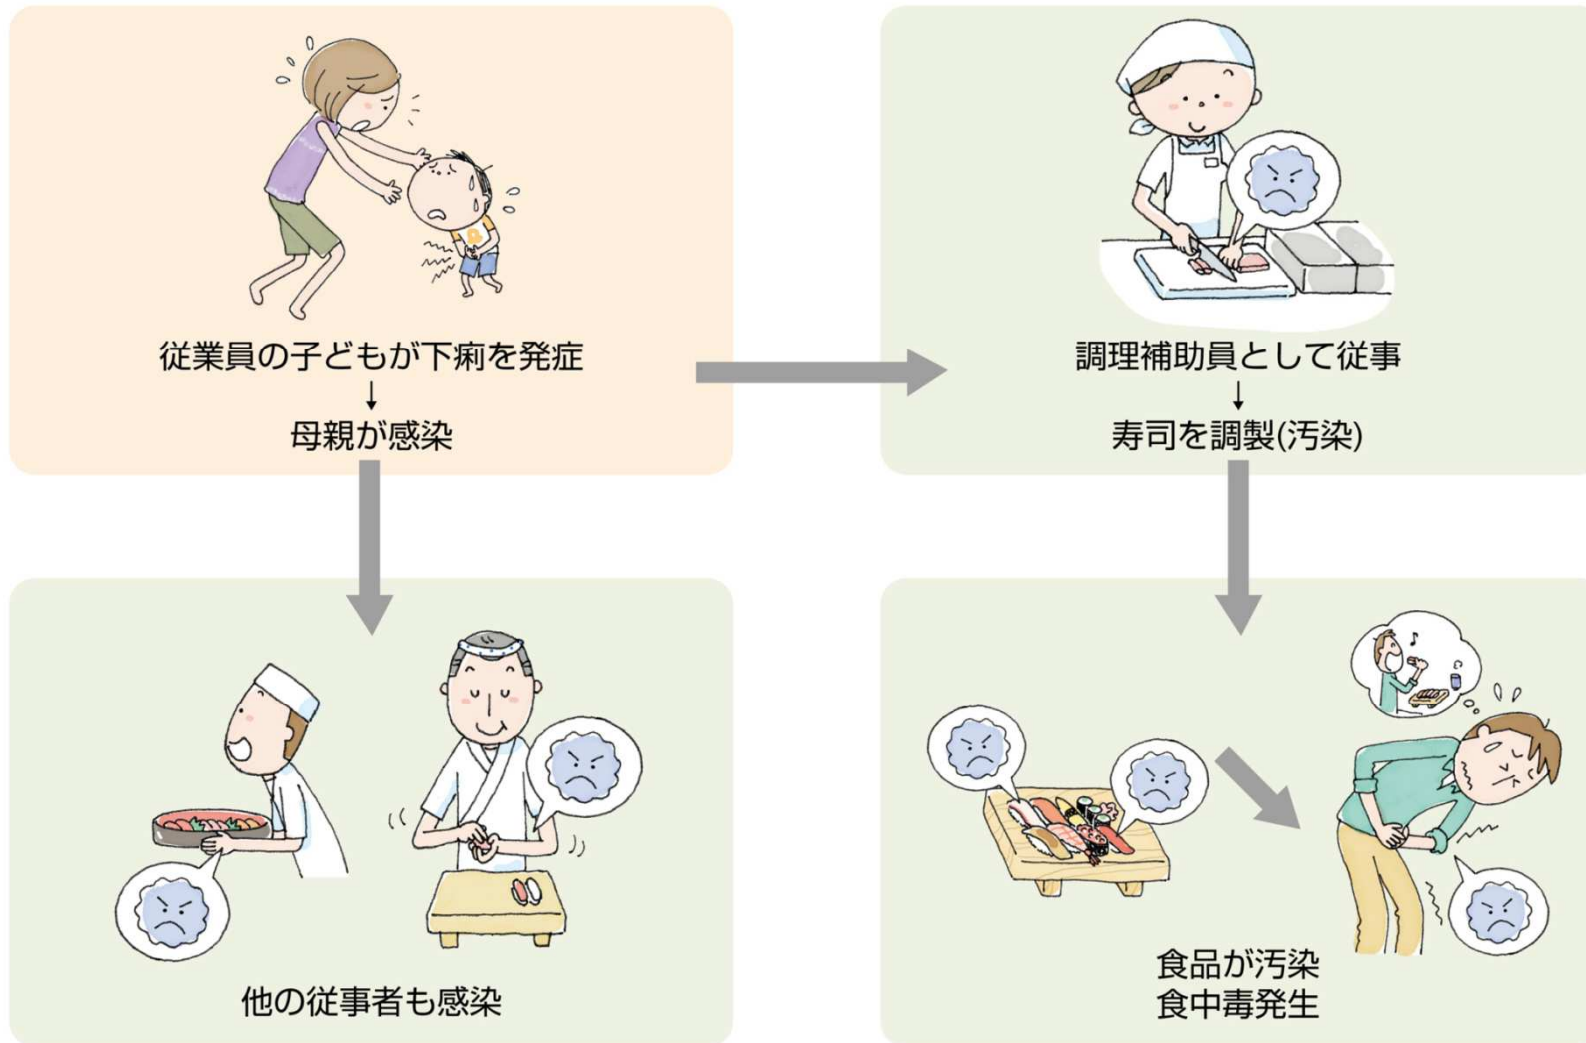 従業員の子どもが下痢を発症
↓
母親が感染
調理補助員として従事
↓
寿司を調製(汚染)
他の従事者も感染
食品が汚染
食中毒発生